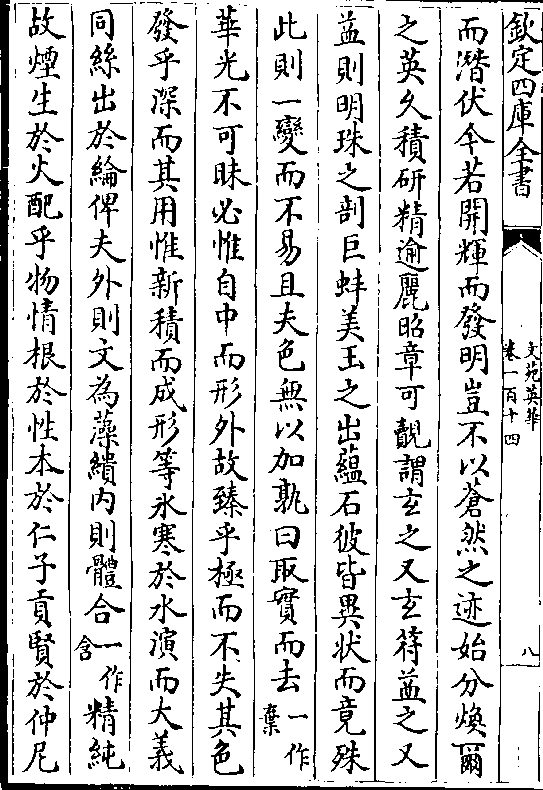 欽定四庫全書
文苑英華
卷一百十四
八
而潛伏今若開輝而發明豈不以蒼然之迹始分煥爾
之英久積研精逾麗昭章可覿謂玄之又玄符益之又
益則明珠之剖巨蚌美玉之出蘊石彼皆異状而竟殊
此則一變而不易且夫色無以加孰曰取實而去一作棄
華光不可昧必惟自中而形外故臻乎極而不失其色
發乎深而其用惟新積而成形等氷寒於水演而大義
同絲出於綸俾夫外則文為藻繢内則體合一作含精純
故煙生於火配乎物情根於性本於仁子貢賢於仲尼